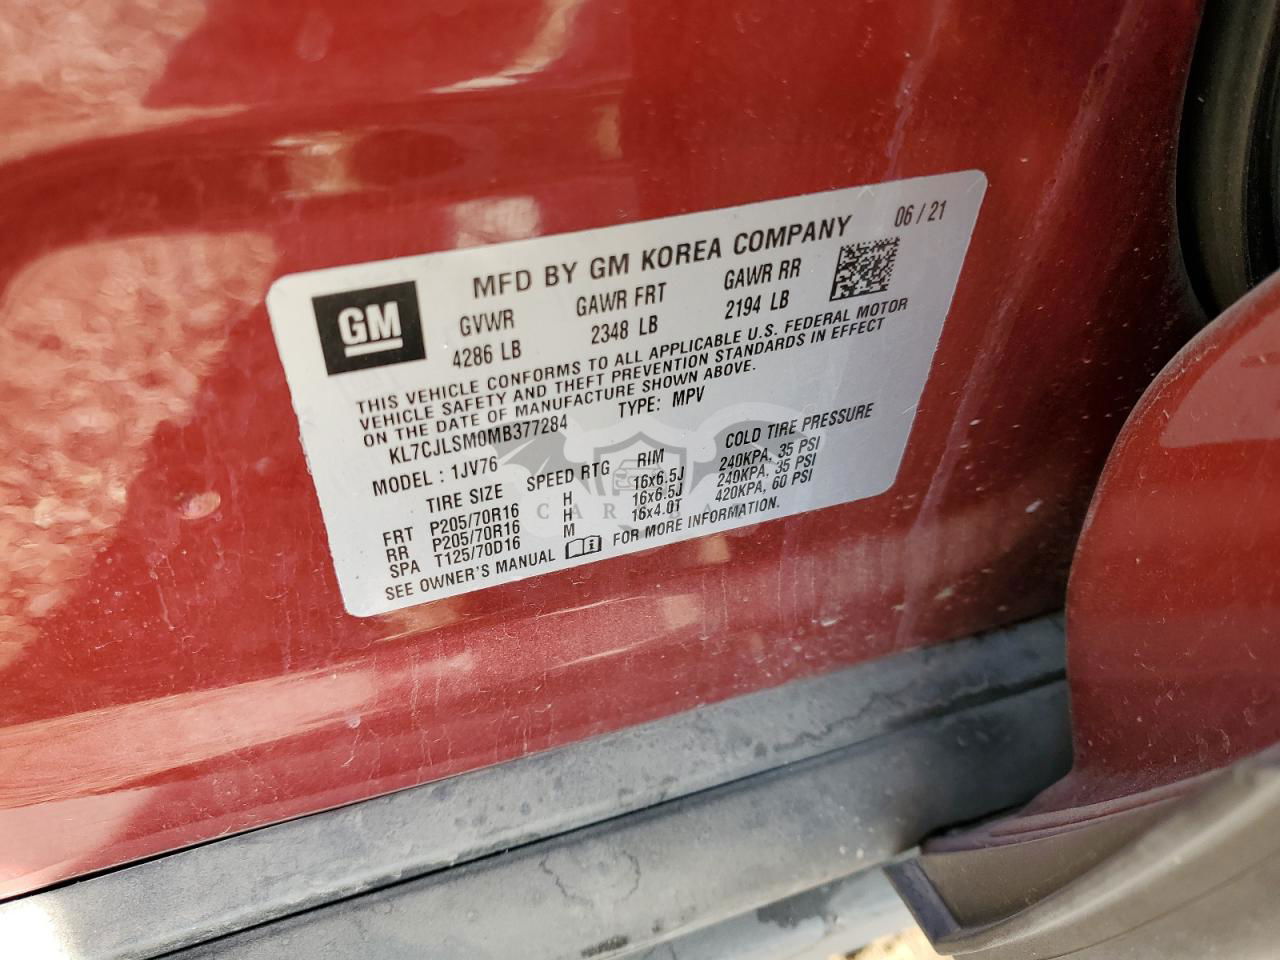 MFD BY GM KOREA COMPANY 06 / 21
GM
GVWR GAWR FRT GAWR RR
4286 LB 2348 LB 2194 LB
THIS VEHICLE CONFORMS TO ALL APPLICABLE U.S. FEDERAL MOTOR
VEHICLE SAFETY AND THEFT PREVENTION STANDARDS IN EFFECT
ON THE DATE OF MANUFACTURE SHOWN ABOVE.
KL7CJLSM0MB377284 TYPE: MPV
MODEL : 1JV76
TIRE SIZE SPEED RTG RIM COLD TIRE PRESSURE
FRT P205/70R16 H 16x6.5J 240KPA, 35 PSI
RR P205/70R16 H 16x6.5J 240KPA, 35 PSI
SPA T125/70D16 M 16x4.0T 420KPA, 60 PSI
SEE OWNER'S MANUAL FOR MORE INFORMATION.